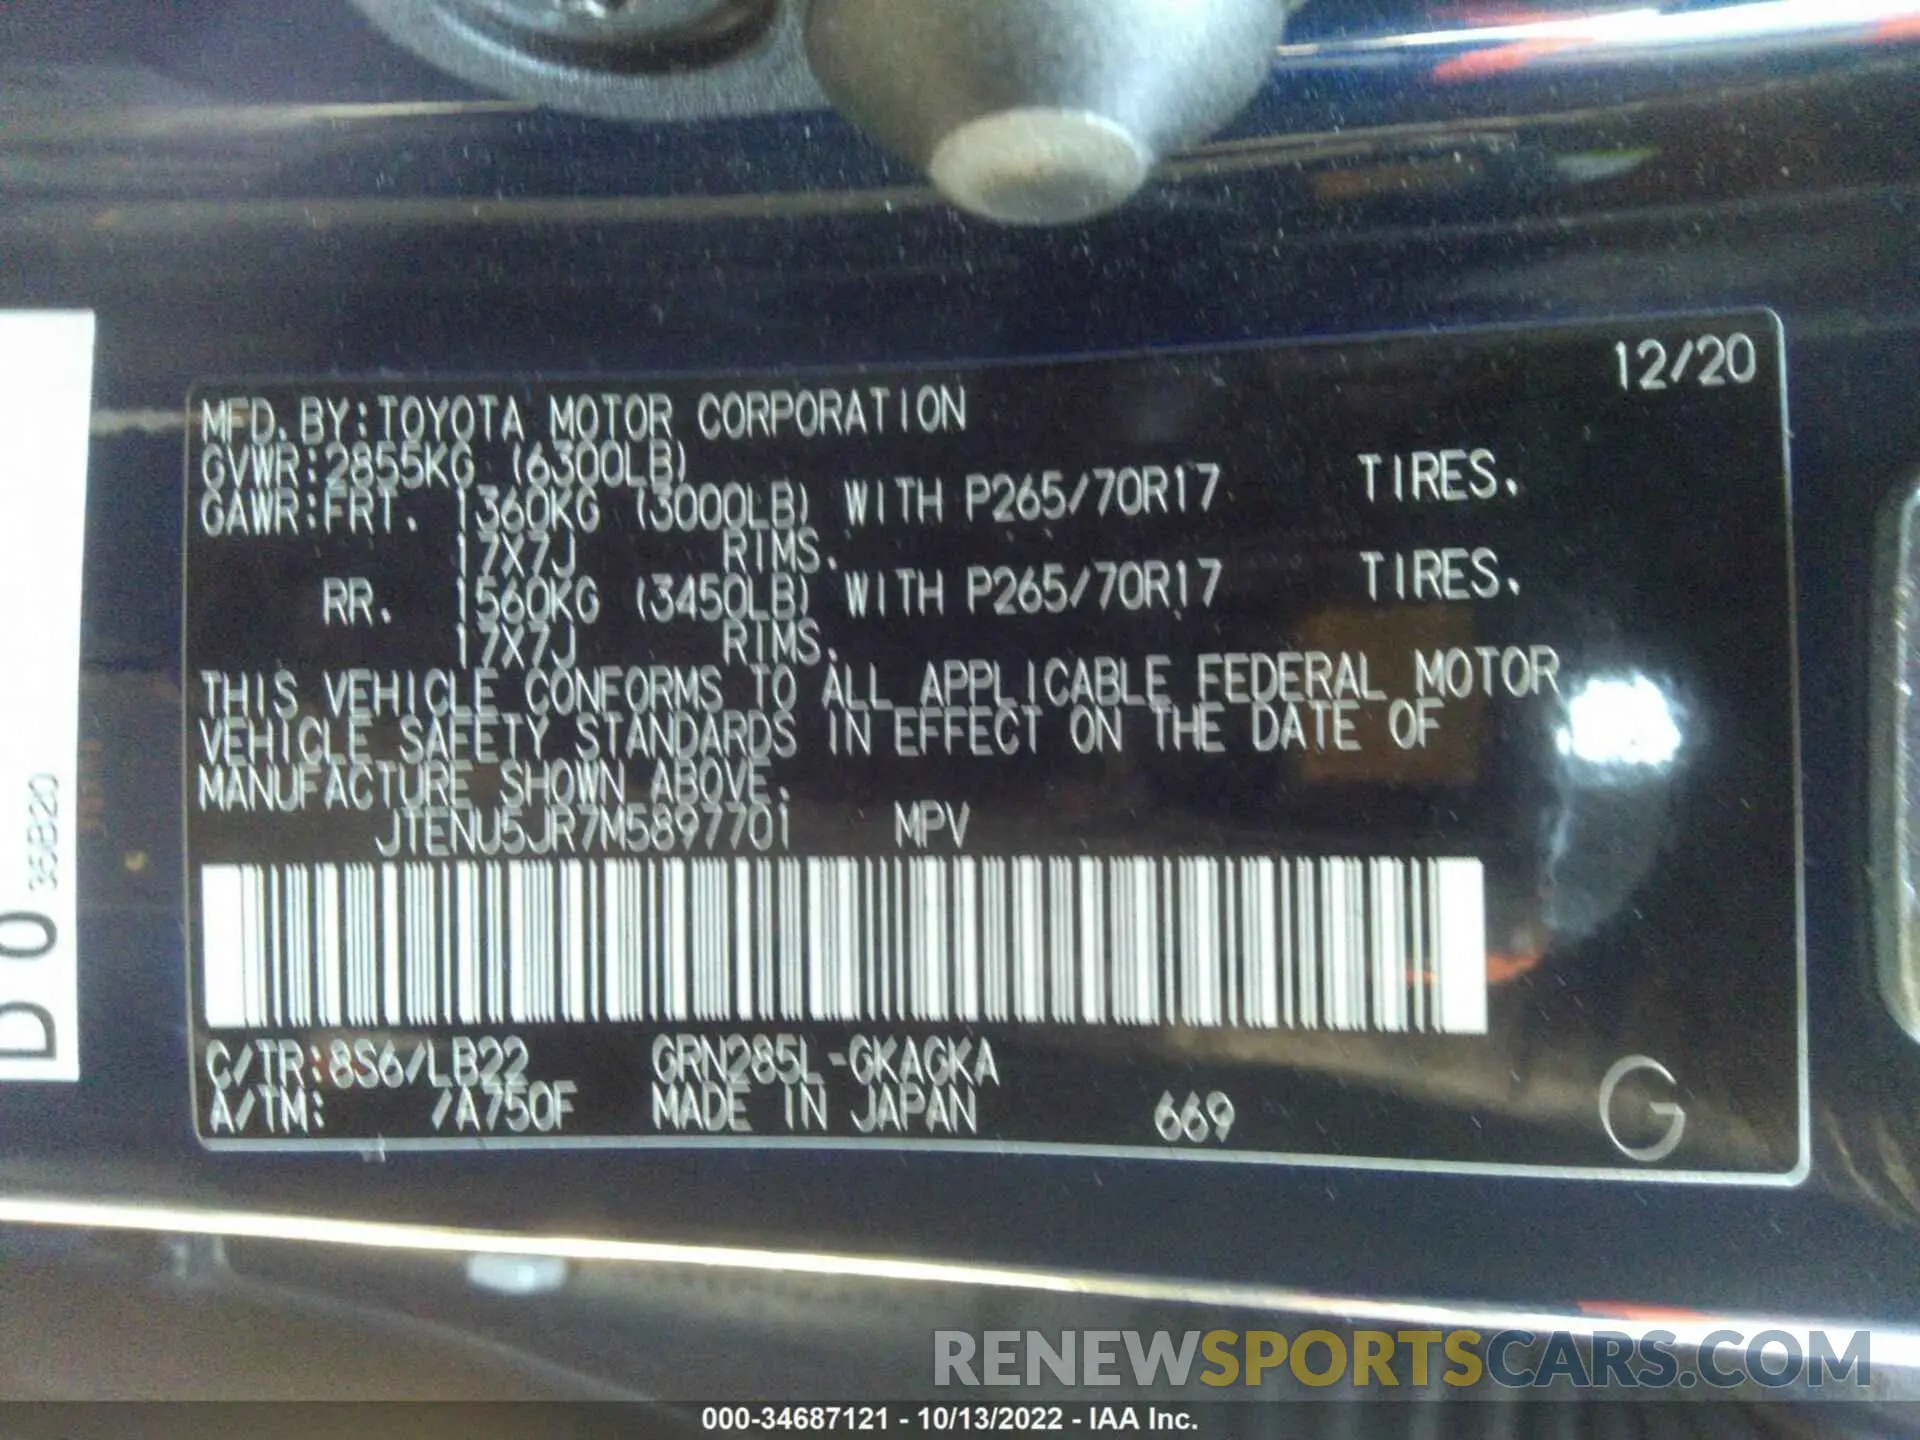 12/20
MFD.BY:TOYOTA MOTOR CORPORATION
GVWR:2855KG (6300LB)
GAWR:FRT. 1360KG (3000LB) WITH P265/70R17 TIRES.
17X7J RIMS.
RR. 1560KG (3450LB) WITH P265/70R17 TIRES.
17X7J RIMS.
THIS VEHICLE CONFORMS TO ALL APPLICABLE FEDERAL MOTOR
VEHICLE SAFETY STANDARDS IN EFFECT ON THE DATE OF
MANUFACTURE SHOWN ABOVE.
JTENU5JR7M5897701 MPV
C/TR:8S6/LB22 GRN285L-GKAGKA
A/TM: /A750F MADE IN JAPAN 669 G
D0
35B20
RENEWSPORTSCARS.COM
000-34687121 - 10/13/2022 - IAA Inc.